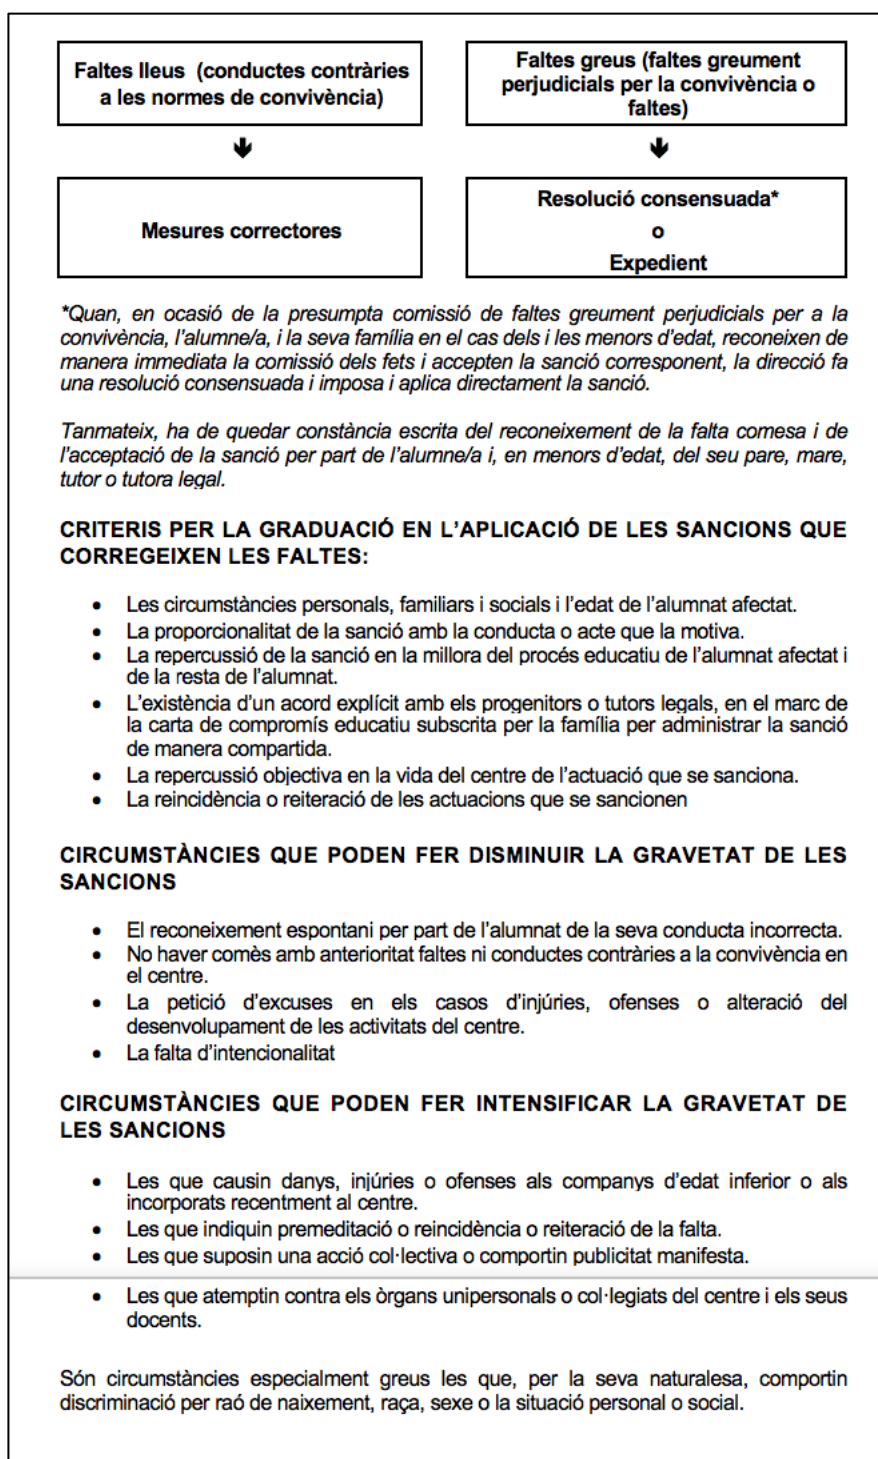 Faltes lleus (conductes contràries
a les normes de convivència)
Faltes greus (faltes greument
perjudicials per la convivència o
faltes)
Mesures correctores
Resolució consensuada*
o
Expedient
*Quan, en ocasió de la presumpta comissió de faltes greument perjudicials per a la
convivència, l'alumne/a, i la seva família en el cas dels i les menors d'edat, reconeixen de
manera immediata la comissió dels fets i accepten la sanció corresponent, la direcció fa
una resolució consensuada i imposa i aplica directament la sanció.
Tanmateix, ha de quedar constància escrita del reconeixement de la falta comesa i de
l'acceptació de la sanció per part de l'alumne/a i, en menors d'edat, del seu pare, mare,
tutor o tutora legal.
CRITERIS PER LA GRADUACIÓ EN L'APLICACIÓ DE LES SANCIONS QUE
CORREGEIXEN LES FALTES:
• Les circumstàncies personals, familiars i socials i l'edat de l'alumnat afectat.
• La proporcionalitat de la sanció amb la conducta o acte que la motiva.
• La repercussió de la sanció en la millora del procés educatiu de l'alumnat afectat i
de la resta de l'alumnat.
• L'existència d'un acord explícit amb els progenitors o tutors legals, en el marc de
la carta de compromís educatiu subscrita per la família per administrar la sanció
de manera compartida.
• La repercussió objectiva en la vida del centre de l'actuació que se sanciona.
• La reincidència o reiteració de les actuacions que se sancionen
CIRCUMSTÀNCIES QUE PODEN FER DISMINUIR LA GRAVETAT DE LES
SANCIONS
• El reconeixement espontani per part de l'alumnat de la seva conducta incorrecta.
• No haver comès amb anterioritat faltes ni conductes contràries a la convivència en
el centre.
• La petició d'excuses en els casos d'injúries, ofenses o alteració del
desenvolupament de les activitats del centre.
• La falta d'intencionalitat
CIRCUMSTÀNCIES QUE PODEN FER INTENSIFICAR LA GRAVETAT DE
LES SANCIONS
• Les que causin danys, injúries o ofenses als companys d'edat inferior o als
incorporats recentment al centre.
• Les que indiquin premeditació o reincidència o reiteració de la falta.
• Les que suposin una acció col·lectiva o comportin publicitat manifesta.
• Les que atemptin contra els òrgans unipersonals o col·legiats del centre i els seus
docents.
Són circumstàncies especialment greus les que, per la seva naturalesa, comportin
discriminació per raó de naixement, raça, sexe o la situació personal o social.